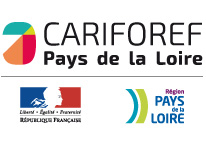 CARIFOREF
Pays de la Loire
Liberté • Égalité • Fraternité
RÉPUBLIQUE FRANÇAISE
Région
PAYS
DE LA
LOIRE